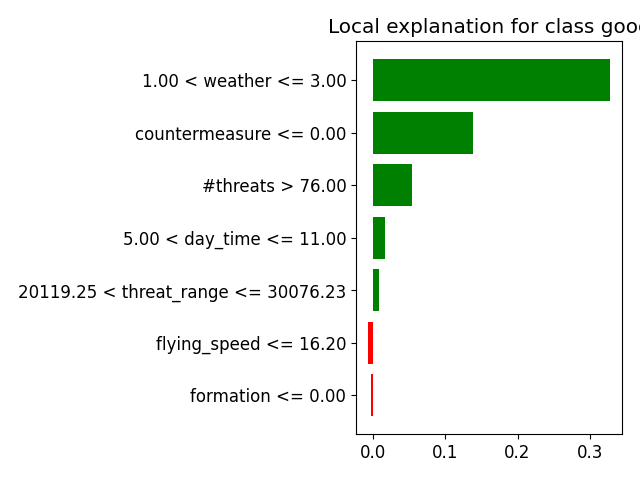 Local explanation for class good
1.00 < weather <= 3.00
countermeasure <= 0.00
#threats > 76.00
5.00 < day_time <= 11.00
20119.25 < threat_range <= 30076.23
flying_speed <= 16.20
formation <= 0.00
0.0 0.1 0.2 0.3